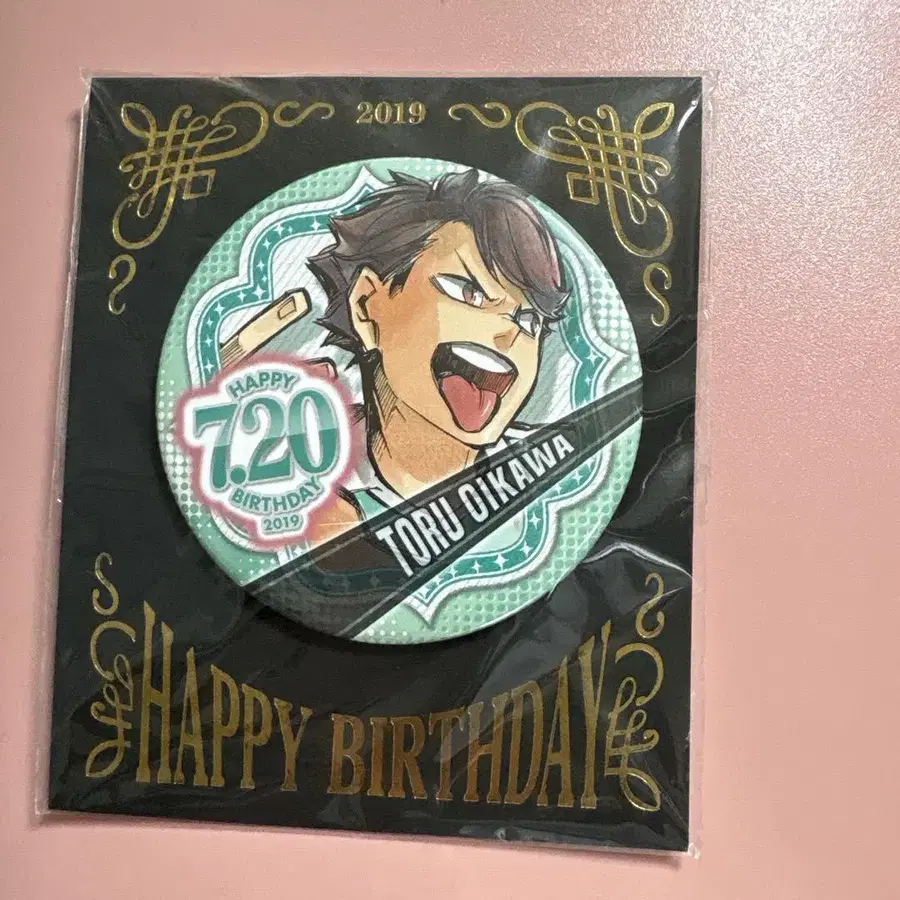 2019
HAPPY
7.20
BIRTHDAY
2019
TORU OIKAWA
HAPPY BIRTHDAY